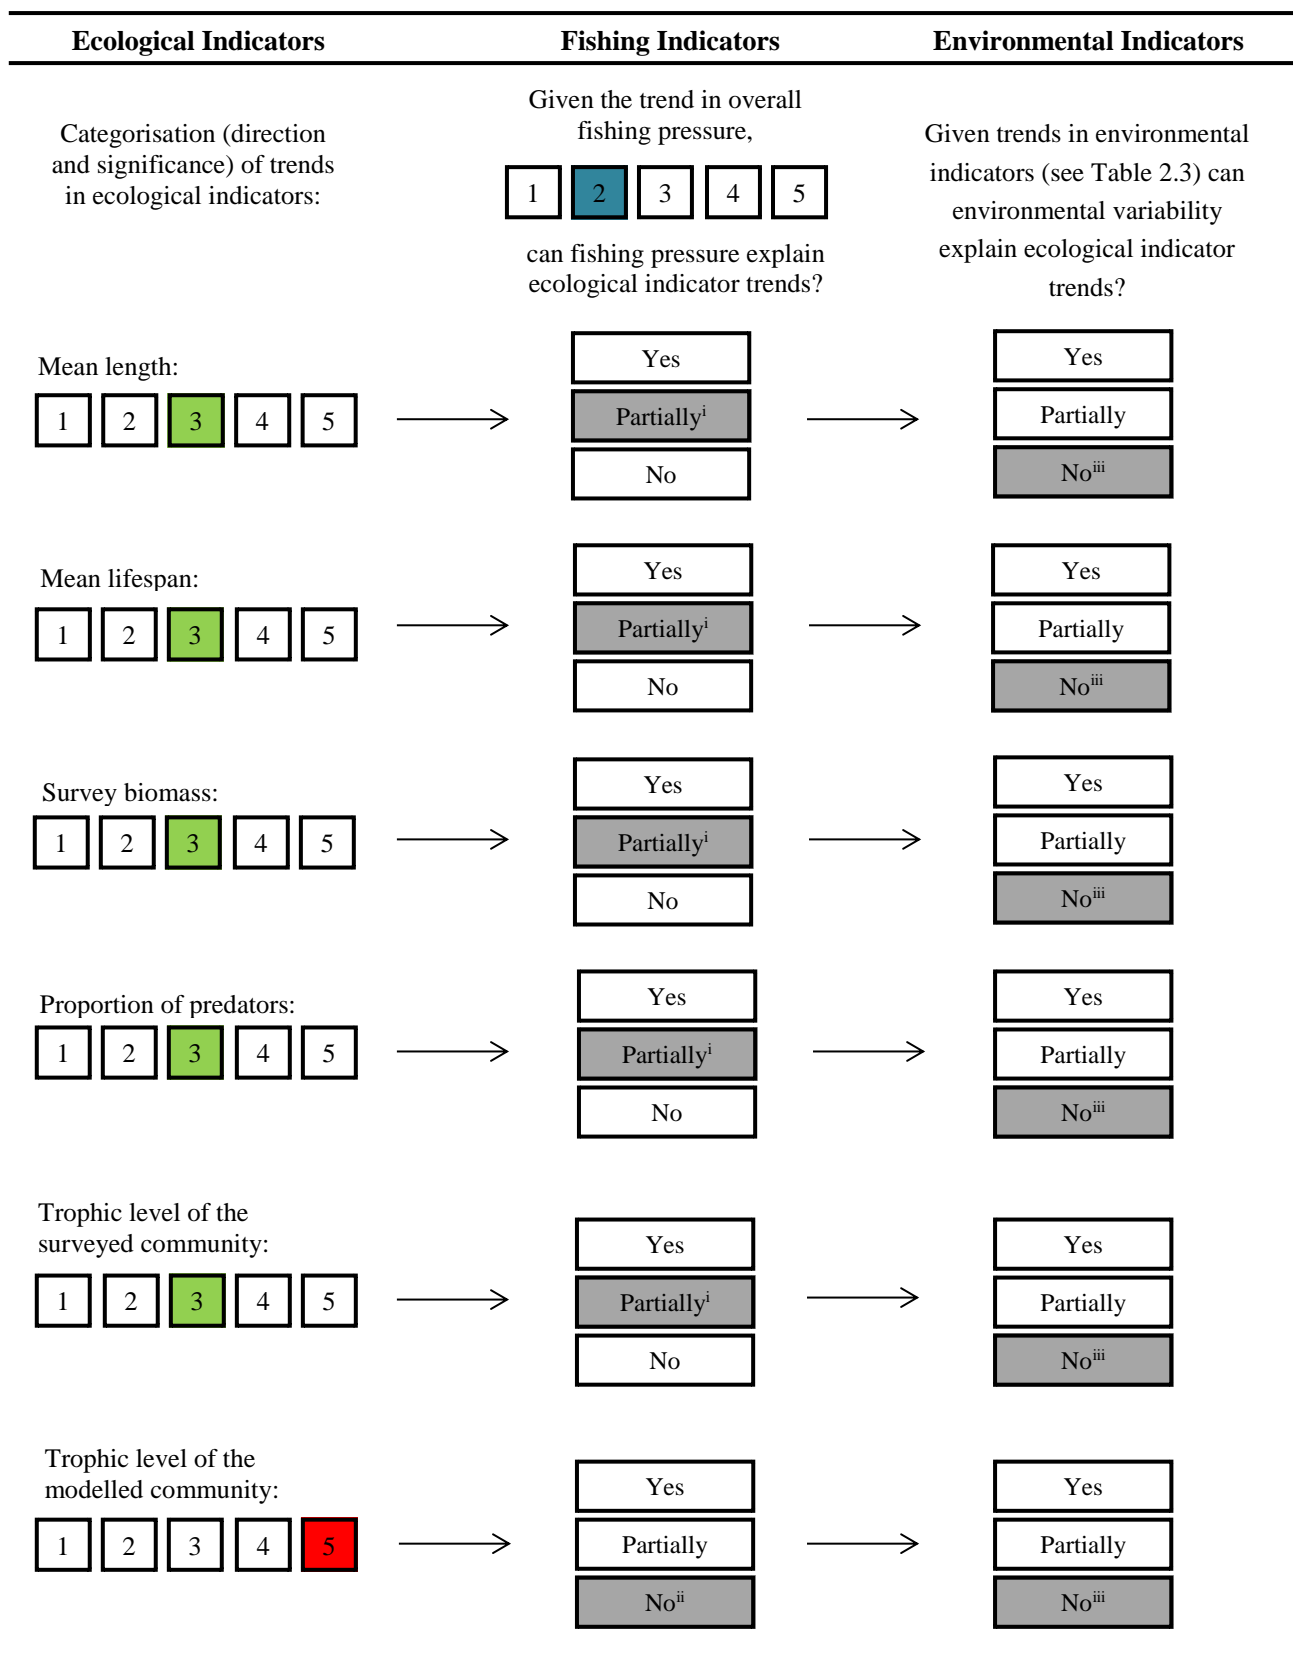 Ecological Indicators Fishing Indicators Environmental Indicators
Categorisation (direction
and significance) of trends
in ecological indicators:
Given the trend in overall
fishing pressure,
1 2 3 4 5
can fishing pressure explain
ecological indicator trends?
Given trends in environmental
indicators (see Table 2.3) can
environmental variability
explain ecological indicator
trends?
Mean length:
1 2 3 4 5
Yes
Partiallyⁱ
No
Yes
Partially
Noⁱⁱⁱ
Mean lifespan:
1 2 3 4 5
Yes
Partiallyⁱ
No
Yes
Partially
Noⁱⁱⁱ
Survey biomass:
1 2 3 4 5
Yes
Partiallyⁱ
No
Yes
Partially
Noⁱⁱⁱ
Proportion of predators:
1 2 3 4 5
Yes
Partiallyⁱ
No
Yes
Partially
Noⁱⁱⁱ
Trophic level of the
surveyed community:
1 2 3 4 5
Yes
Partiallyⁱ
No
Yes
Partially
Noⁱⁱⁱ
Trophic level of the
modelled community:
1 2 3 4 5
Yes
Partially
Noⁱⁱ
Yes
Partially
Noⁱⁱⁱ